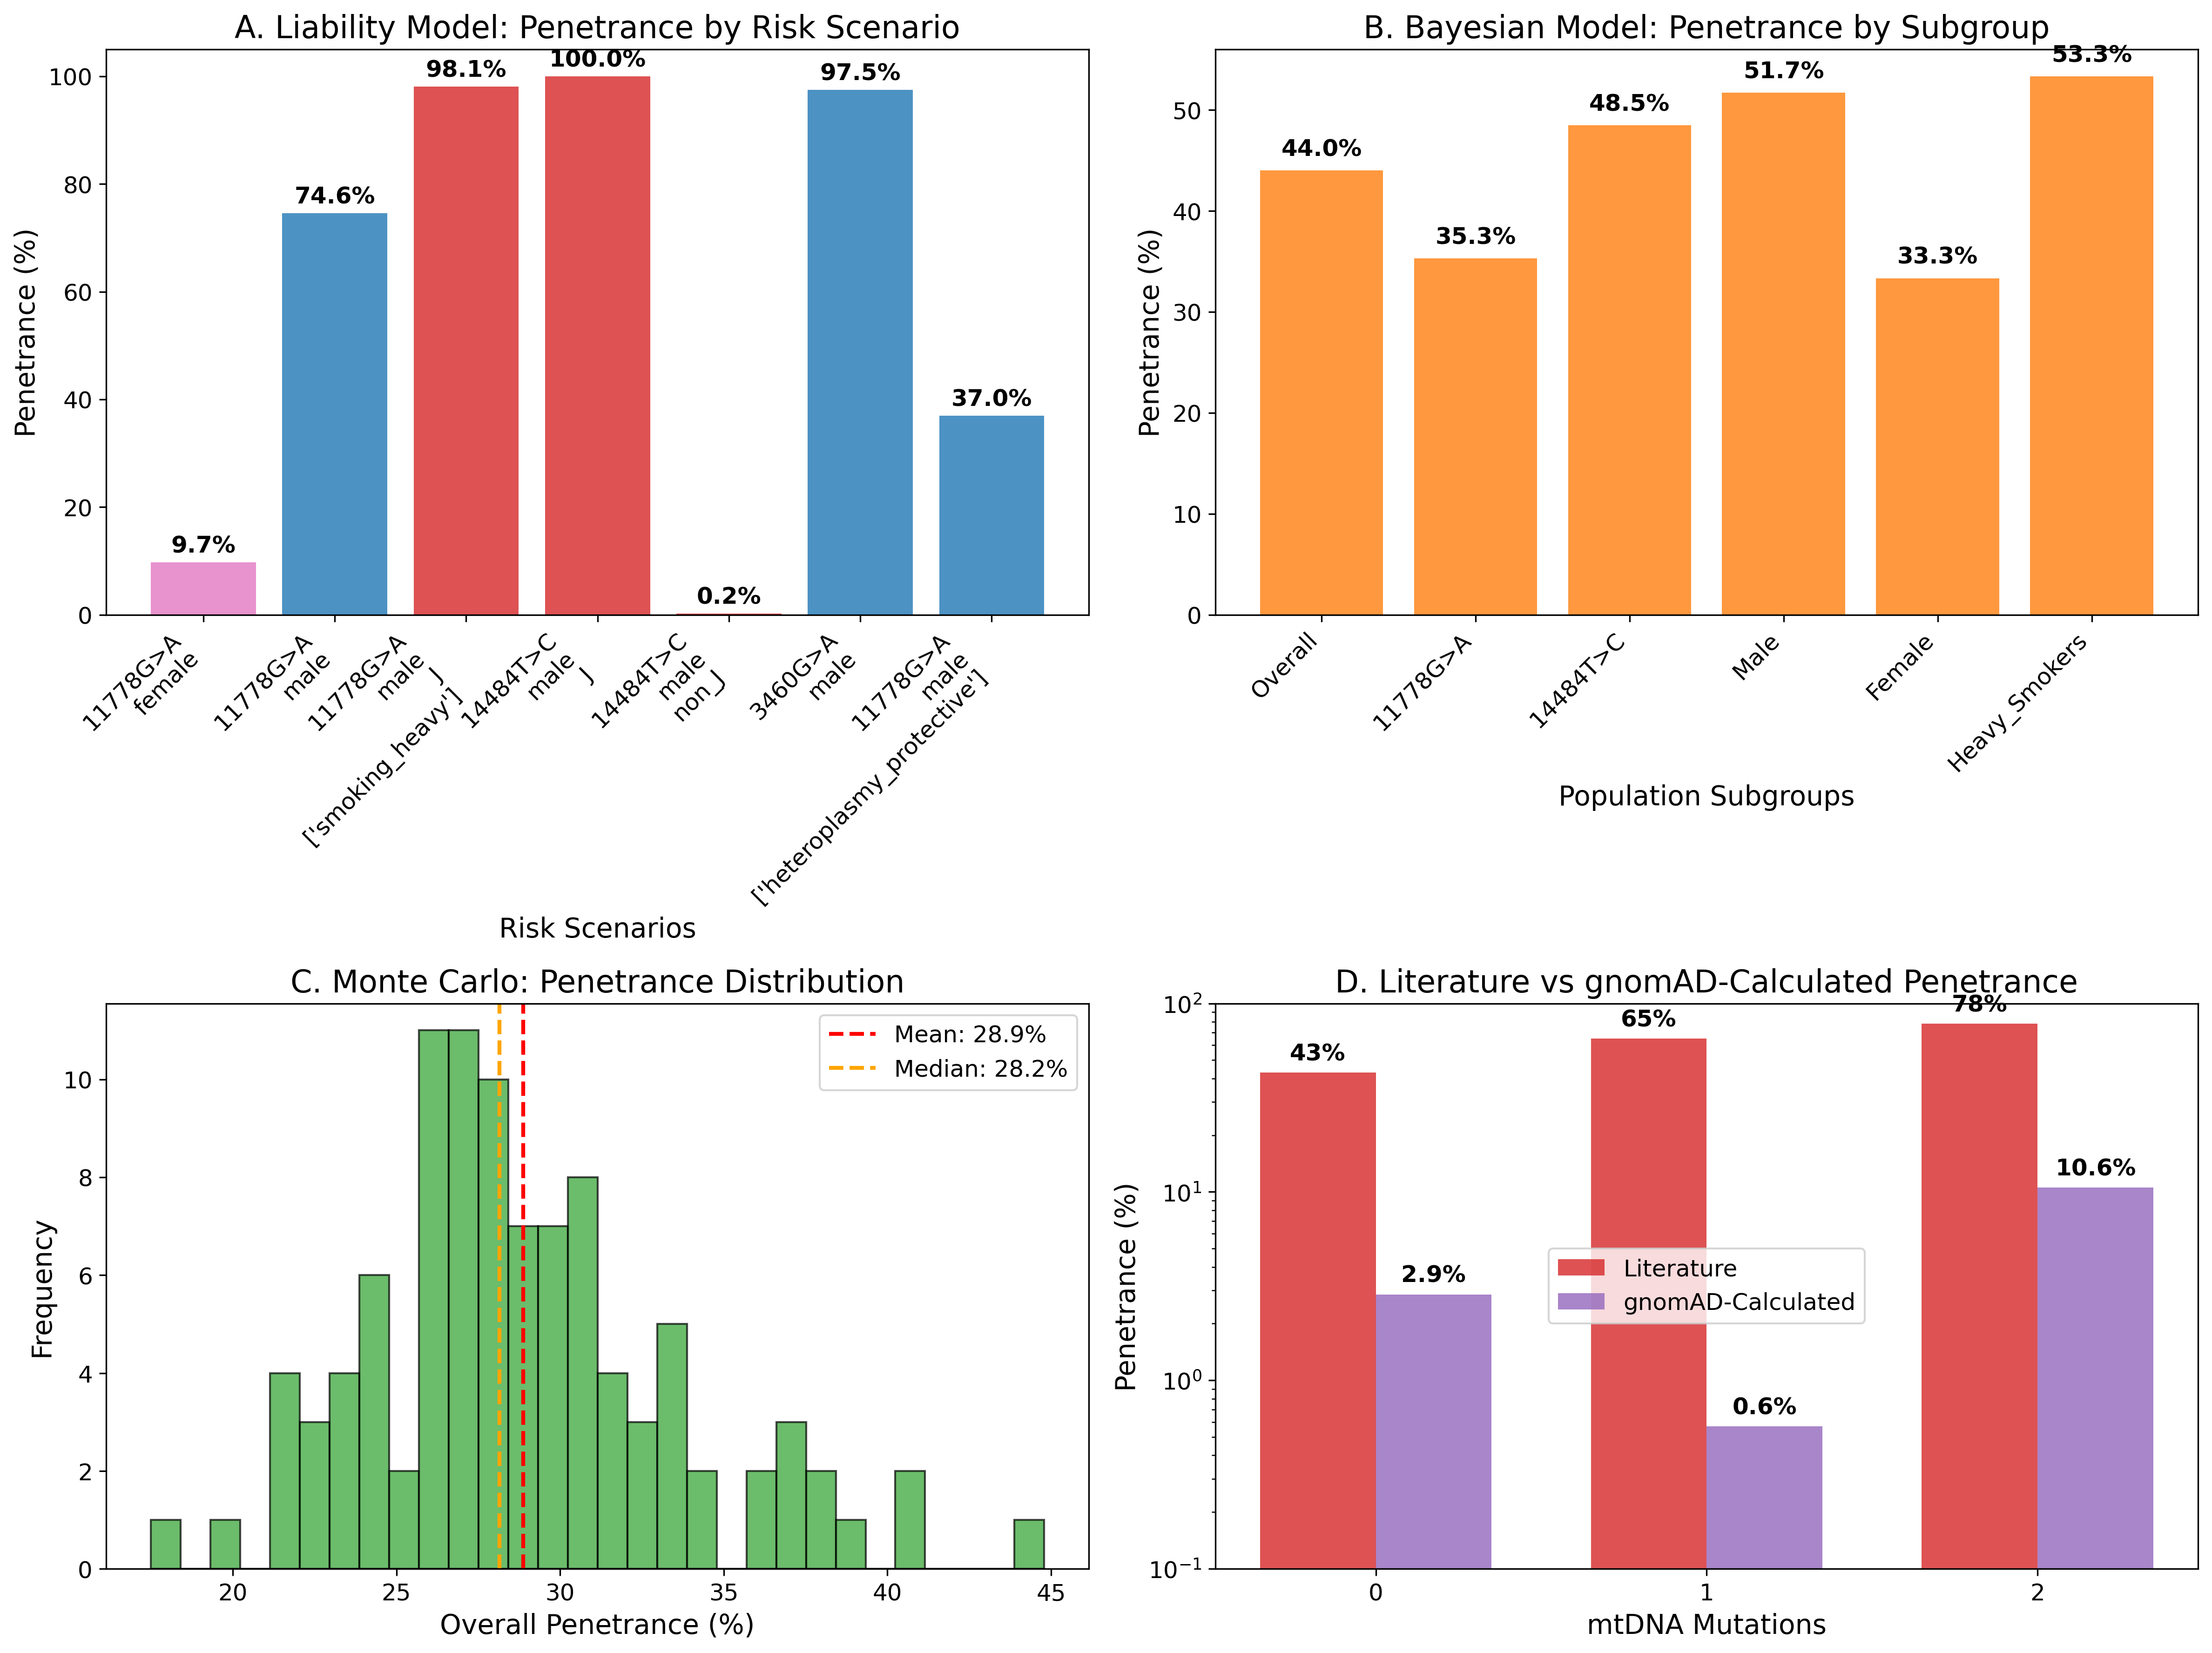 A. Liability Model: Penetrance by Risk Scenario
Penetrance (%)
100
80
60
40
20
0
9.7%
74.6%
98.1%
100.0%
0.2%
97.5%
37.0%
11778G>A
female
11778G>A
male
11778G>A
male
J
['smoking_heavy']
14484T>C
male
J
14484T>C
male
non_J
3460G>A
male
11778G>A
male
['heteroplasmy_protective']
Risk Scenarios
B. Bayesian Model: Penetrance by Subgroup
Penetrance (%)
50
40
30
20
10
0
44.0%
35.3%
48.5%
51.7%
33.3%
53.3%
Overall
11778G>A
14484T>C
Male
Female
Heavy_Smokers
Population Subgroups
C. Monte Carlo: Penetrance Distribution
Frequency
10
8
6
4
2
0
Mean: 28.9%
Median: 28.2%
20
25
30
35
40
45
Overall Penetrance (%)
D. Literature vs gnomAD-Calculated Penetrance
Penetrance (%)
10²
10¹
10⁰
10⁻¹
43%
2.9%
65%
0.6%
78%
10.6%
Literature
gnomAD-Calculated
0
1
2
mtDNA Mutations